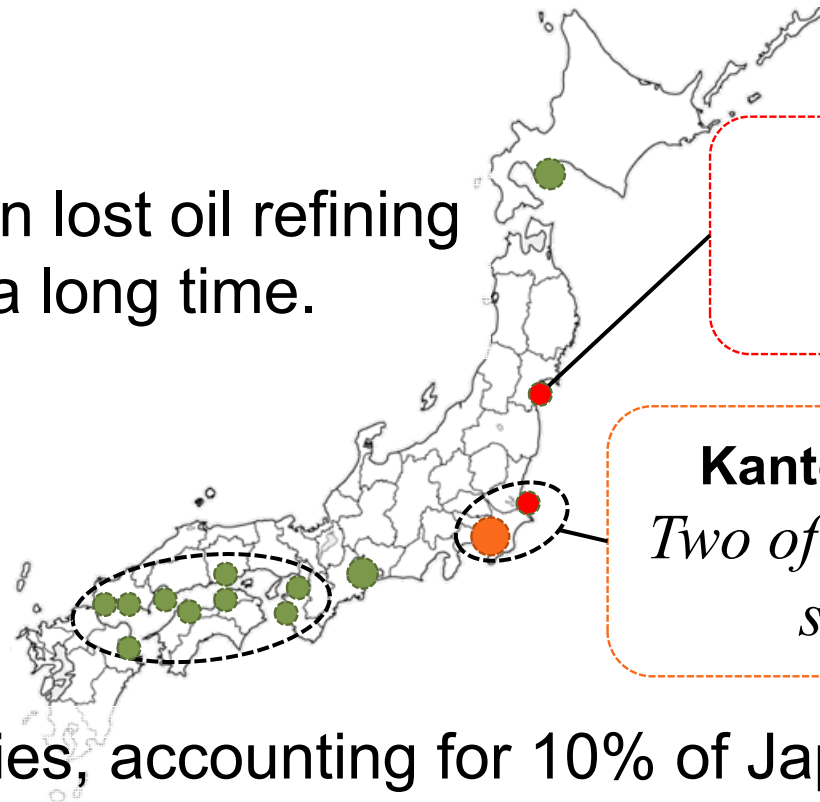 n lost oil refining
a long time.
Kant
Two of
s
ies, accounting for 10% of Jap